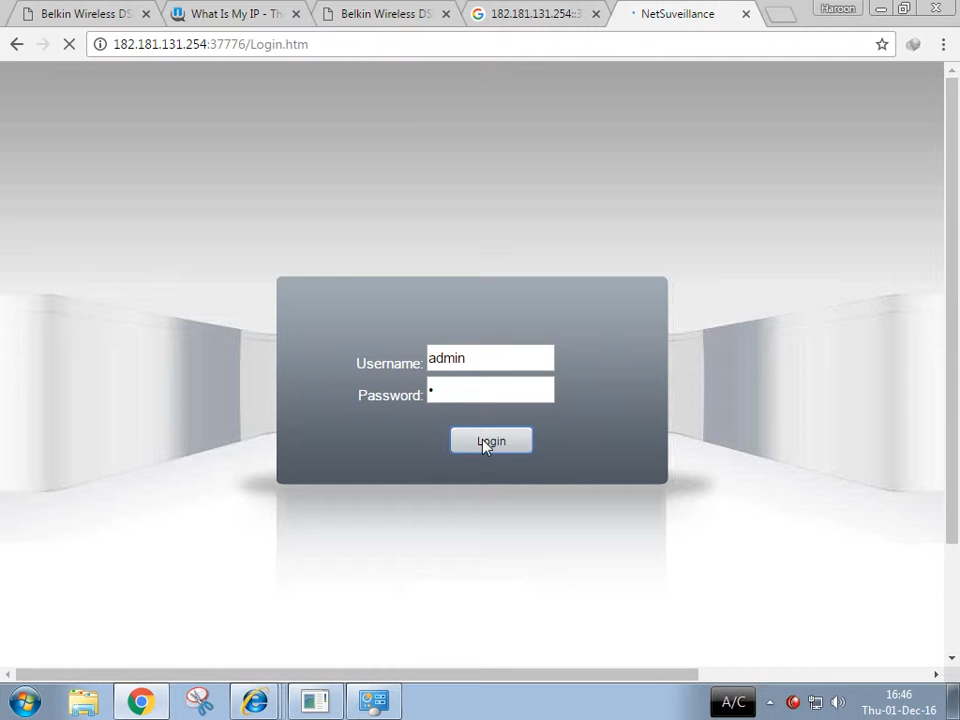 Belkin Wireless DS
What Is My IP - Th
Belkin Wireless DS
182.181.131.254:3
NetSuveillance
Haroon
182.181.131.254:37776/Login.htm
Username: admin
Password: •
Login
A/C
16:46
Thu-01-Dec-16